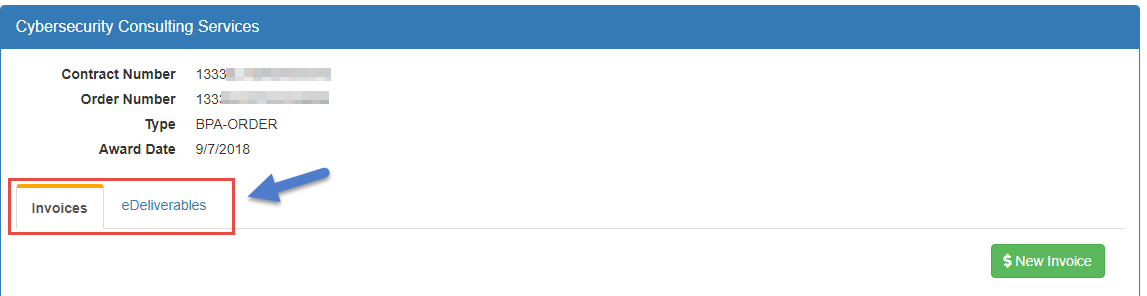 Cybersecurity Consulting Services
Contract Number 1333
Order Number 133
Type BPA-ORDER
Award Date 9/7/2018
Invoices eDeliverables
$ New Invoice